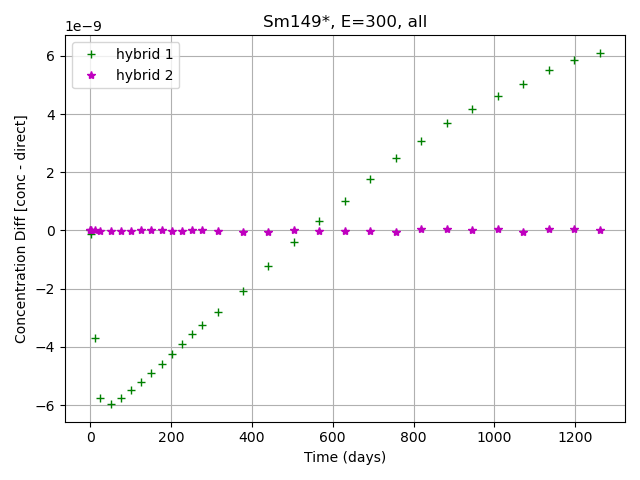 Sm149*, E=300, all
1e−9
hybrid 1
hybrid 2
6
4
2
0
−2
−4
−6
Concentration Diff [conc - direct]
0 200 400 600 800 1000 1200
Time (days)